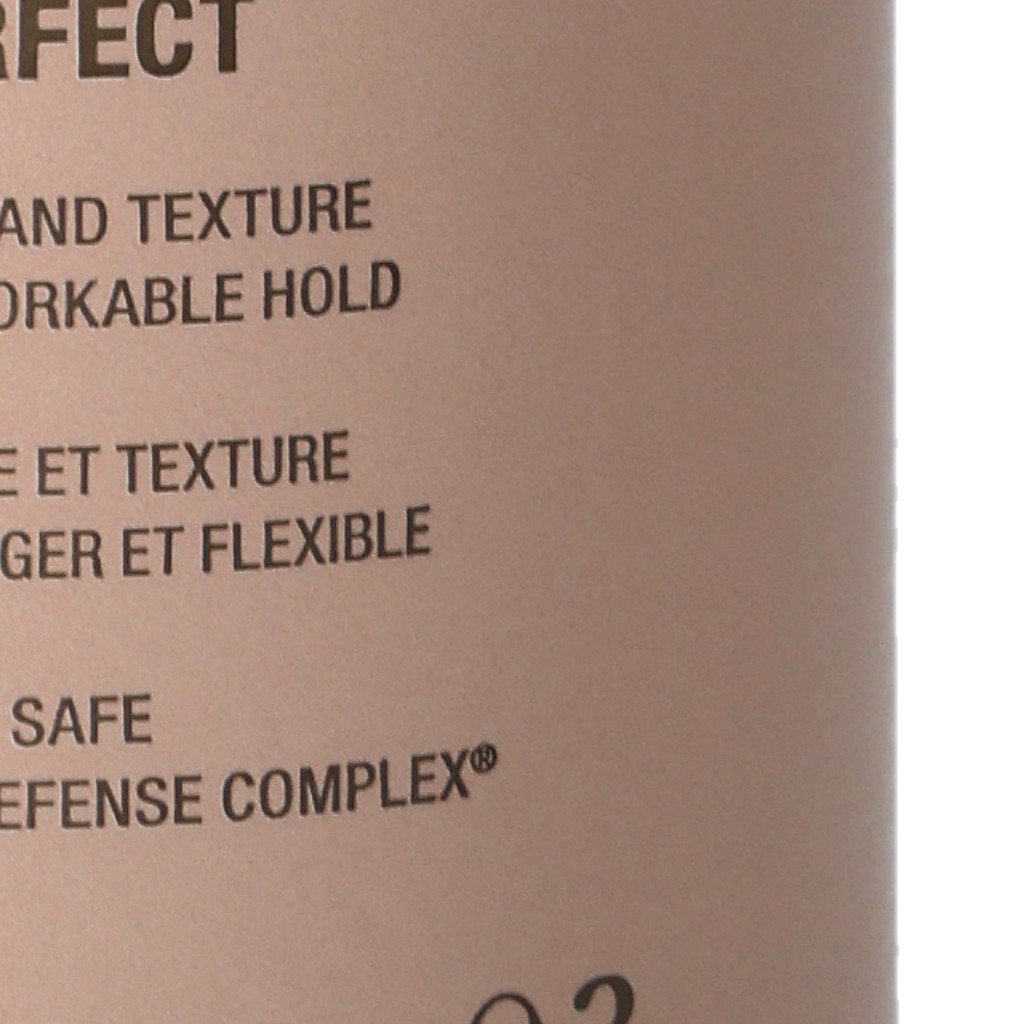 RFECT
AND TEXTURE
ORKABLE HOLD
E ET TEXTURE
GER ET FLEXIBLE
SAFE
EFENSE COMPLEX®